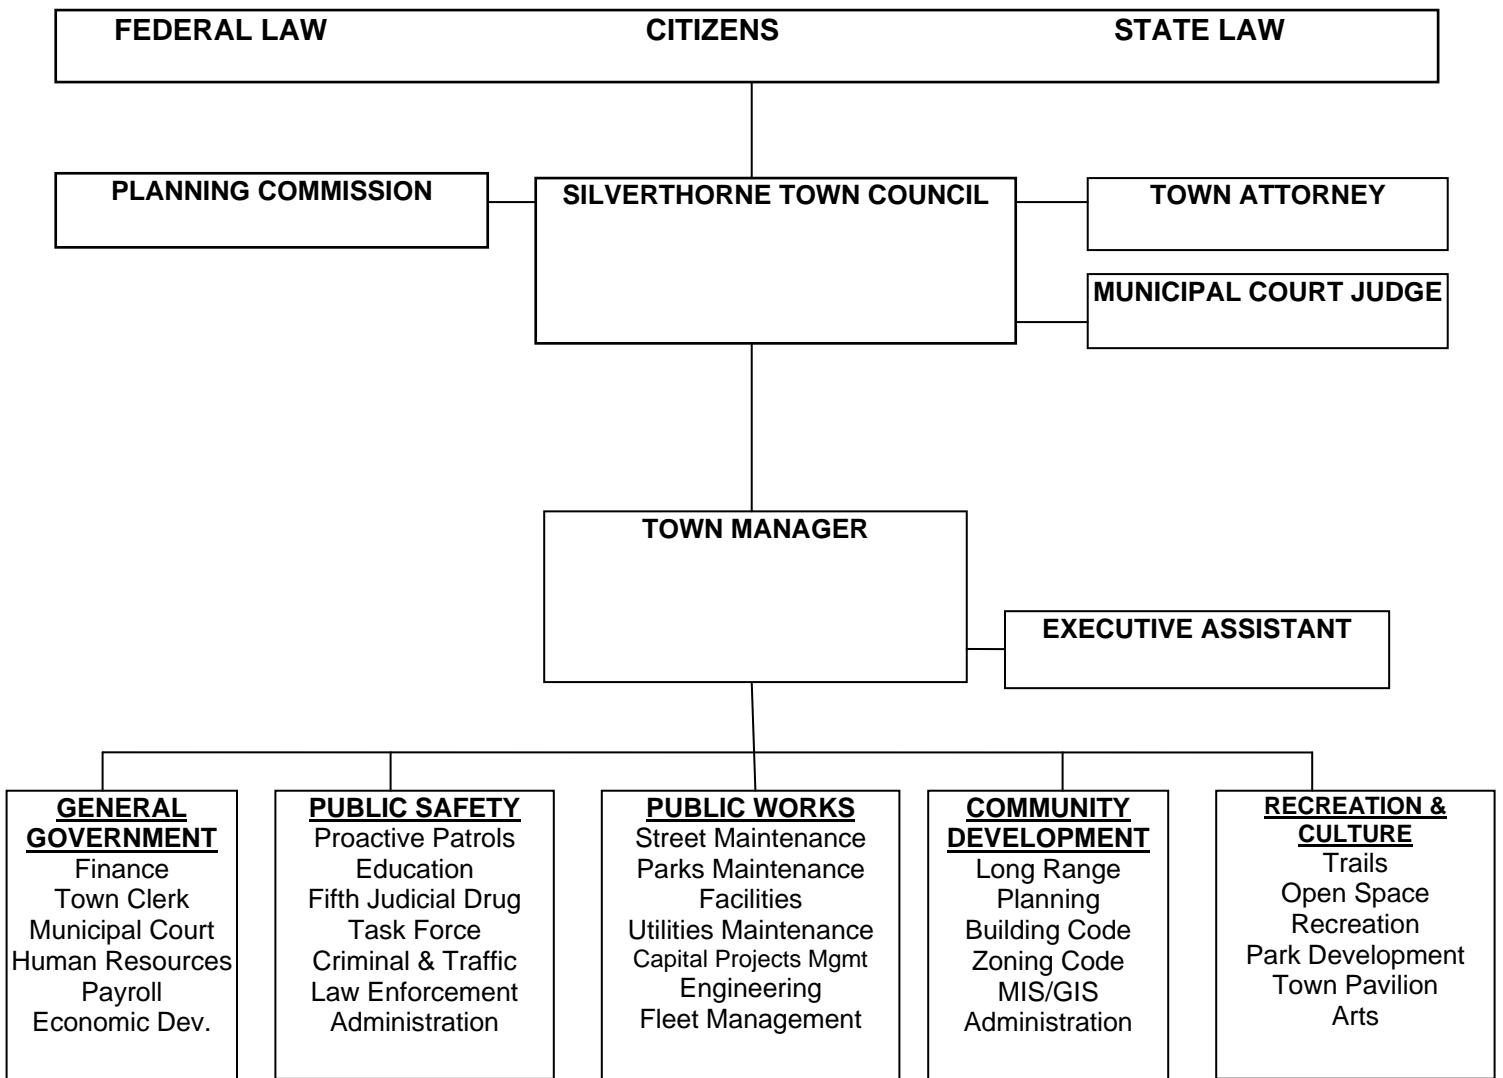 FEDERAL LAW CITIZENS STATE LAW
PLANNING COMMISSION
SILVERTHORNE TOWN COUNCIL
TOWN ATTORNEY
MUNICIPAL COURT JUDGE
TOWN MANAGER
EXECUTIVE ASSISTANT
GENERAL
GOVERNMENT
Finance
Town Clerk
Municipal Court
Human Resources
Payroll
Economic Dev.
PUBLIC SAFETY
Proactive Patrols
Education
Fifth Judicial Drug
Task Force
Criminal & Traffic
Law Enforcement
Administration
PUBLIC WORKS
Street Maintenance
Parks Maintenance
Facilities
Utilities Maintenance
Capital Projects Mgmt
Engineering
Fleet Management
COMMUNITY
DEVELOPMENT
Long Range
Planning
Building Code
Zoning Code
MIS/GIS
Administration
RECREATION &
CULTURE
Trails
Open Space
Recreation
Park Development
Town Pavilion
Arts